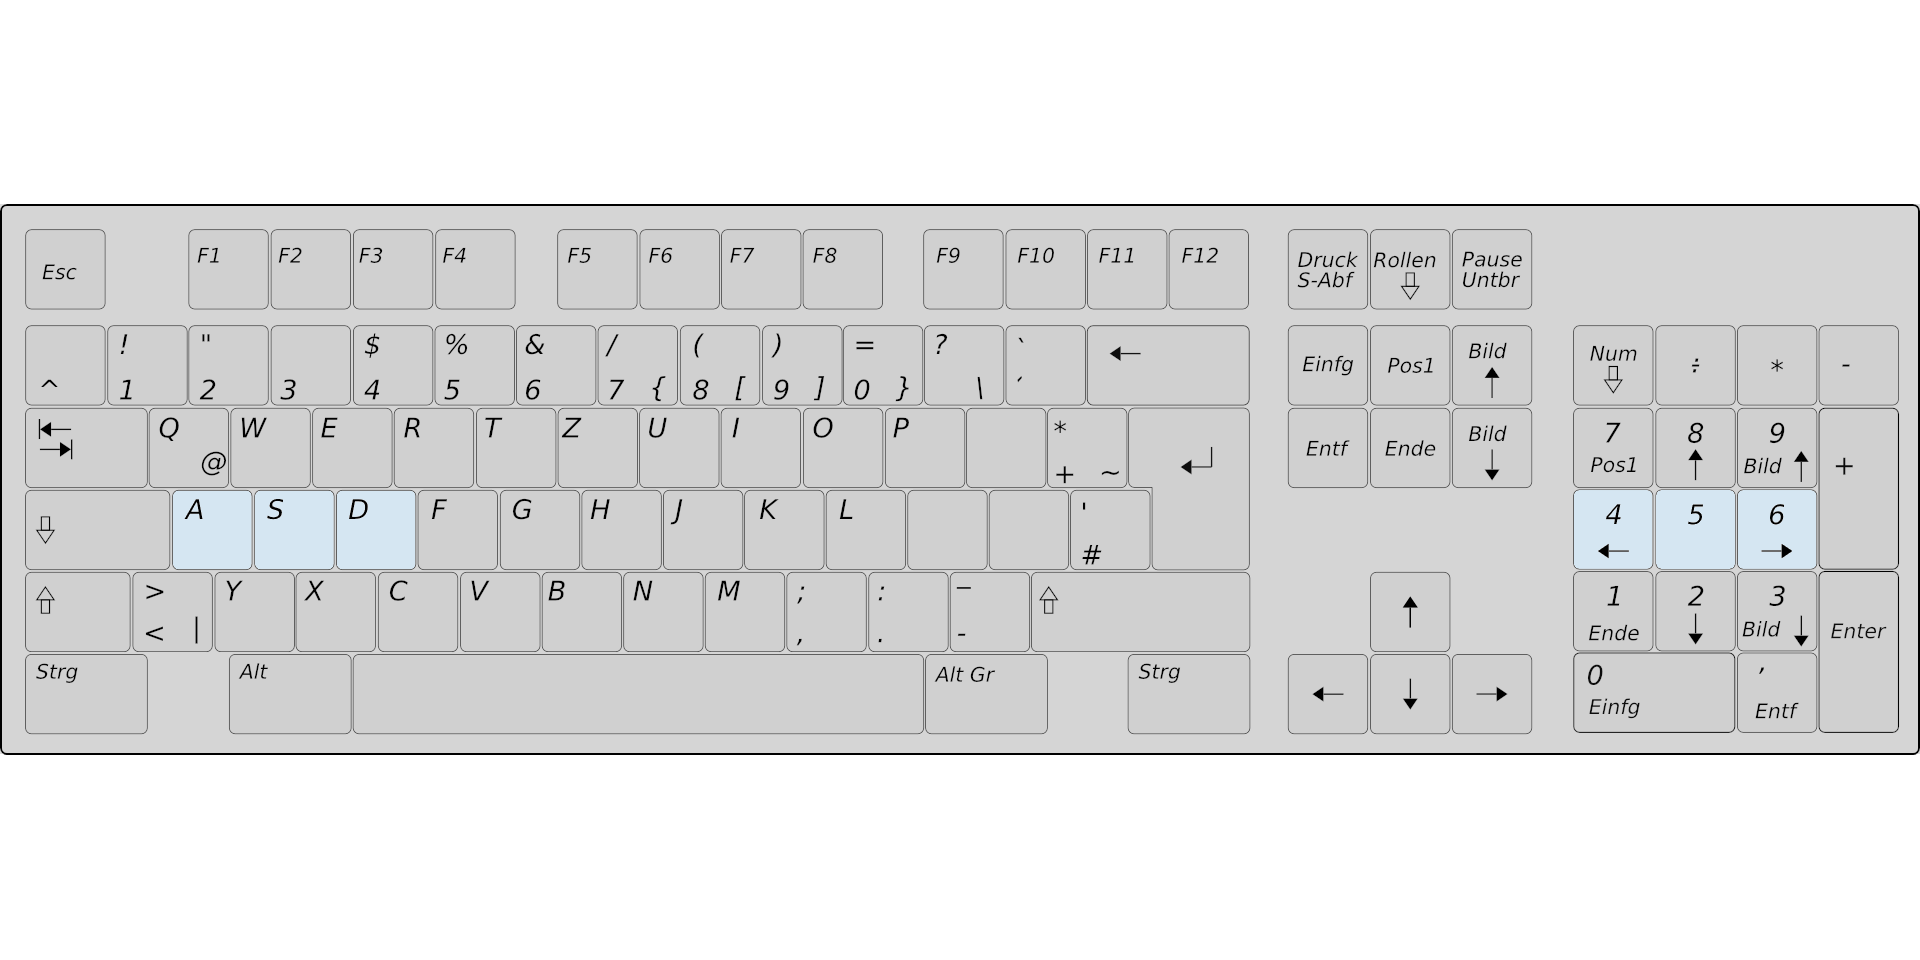 Esc F1 F2 F3 F4 F5 F6 F7 F8 F9 F10 F11 F12 Druck S-Abf Rollen Pause Untbr
^ ! 1 " 2 3 $ 4 % 5 & 6 / 7 { ( 8 [ ) 9 ] = 0 } ? \ ` ´ Einfg Pos1 Bild Num ÷ * -
Q @ W E R T Z U I O P * + ~ Entf Ende Bild 7 Pos1 8 9 Bild +
A S D F G H J K L ' # 4 5 6
> < | Y X C V B N M ; , : . _ - 1 Ende 2 3 Bild Enter
Strg Alt Alt Gr Strg 0 Einfg , Entf